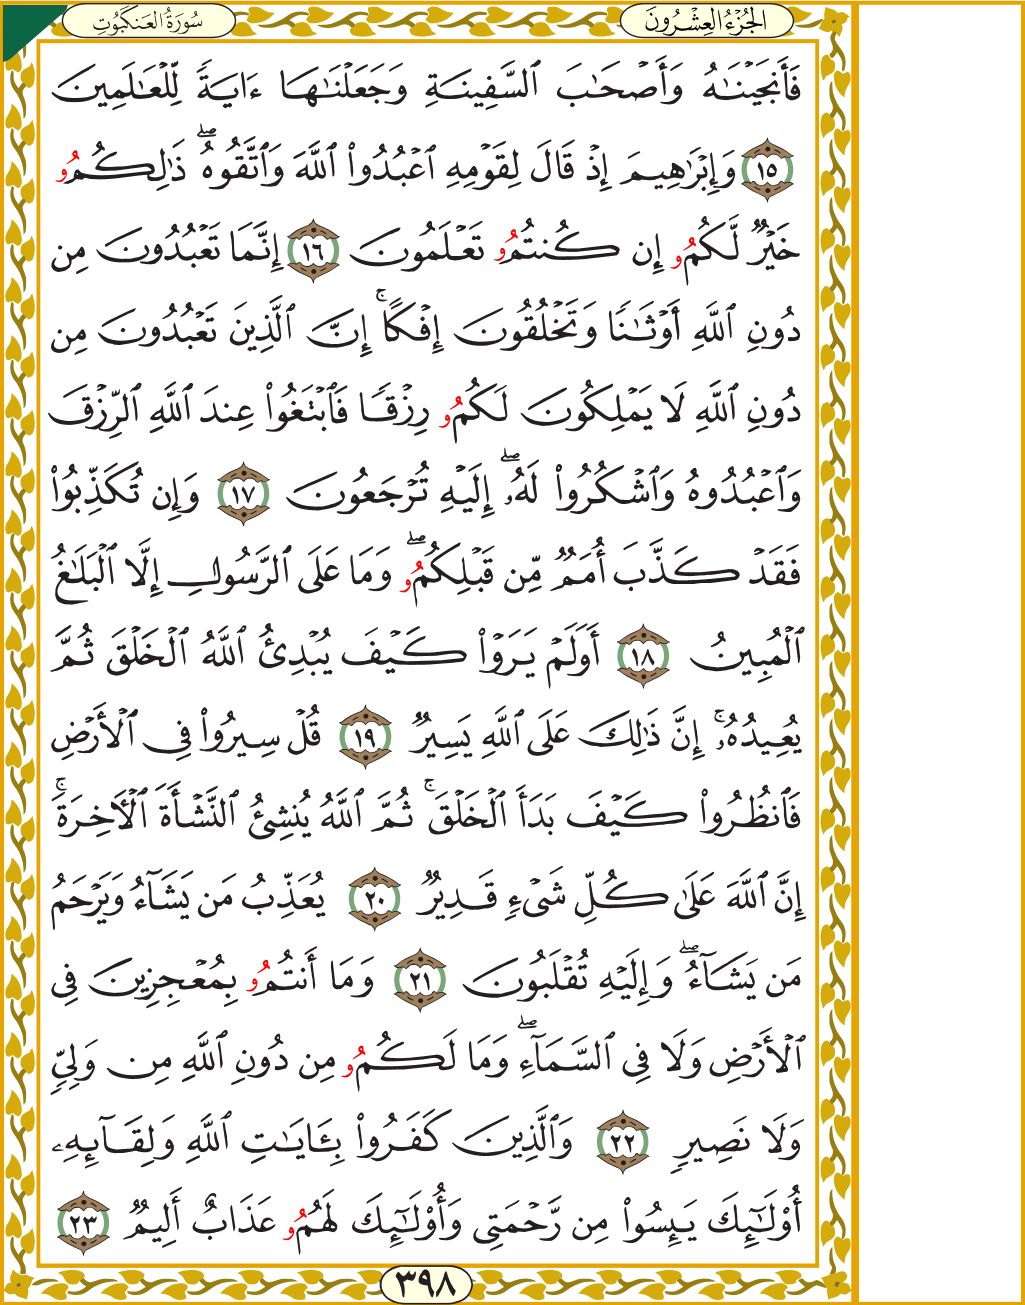 الجُزْءُ العِشْرُونَ
سُورَةُ العَنكَبُوتِ
فَأَنجَيْنَٰهُ وَأَصْحَٰبَ ٱلسَّفِينَةِ وَجَعَلْنَٰهَا ءَايَةً لِّلْعَٰلَمِينَ
١٥ وَإِبْرَٰهِيمَ إِذْ قَالَ لِقَوْمِهِ ٱعْبُدُوا۟ ٱللَّهَ وَٱتَّقُوهُ ۖ ذَٰلِكُمُو
خَيْرٌ لَّكُمُو إِن كُنتُمُو تَعْلَمُونَ ١٦ إِنَّمَا تَعْبُدُونَ مِن
دُونِ ٱللَّهِ أَوْثَٰنًا وَتَخْلُقُونَ إِفْكًا ۚ إِنَّ ٱلَّذِينَ تَعْبُدُونَ مِن
دُونِ ٱللَّهِ لَا يَمْلِكُونَ لَكُمُو رِزْقًا فَٱبْتَغُوا۟ عِندَ ٱللَّهِ ٱلرِّزْقَ
وَٱعْبُدُوهُ وَٱشْكُرُوا۟ لَهُۥ ۖ إِلَيْهِ تُرْجَعُونَ ١٧ وَإِن تُكَذِّبُوا۟
فَقَدْ كَذَّبَ أُمَمٌ مِّن قَبْلِكُمُو ۖ وَمَا عَلَى ٱلرَّسُولِ إِلَّا ٱلْبَلَٰغُ
ٱلْمُبِينُ ١٨ أَوَلَمْ يَرَوْا۟ كَيْفَ يُبْدِئُ ٱللَّهُ ٱلْخَلْقَ ثُمَّ
يُعِيدُهُۥ ۚ إِنَّ ذَٰلِكَ عَلَى ٱللَّهِ يَسِيرٌ ١٩ قُلْ سِيرُوا۟ فِى ٱلْأَرْضِ
فَٱنظُرُوا۟ كَيْفَ بَدَأَ ٱلْخَلْقَ ۚ ثُمَّ ٱللَّهُ يُنشِئُ ٱلنَّشَأَةَ ٱلْءَاخِرَةَ ۚ
إِنَّ ٱللَّهَ عَلَىٰ كُلِّ شَىْءٍ قَدِيرٌ ٢٠ يُعَذِّبُ مَن يَشَآءُ وَيَرْحَمُ
مَن يَشَآءُ ۖ وَإِلَيْهِ تُقْلَبُونَ ٢١ وَمَا أَنتُمُو بِمُعْجِزِينَ فِى
ٱلْأَرْضِ وَلَا فِى ٱلسَّمَآءِ ۖ وَمَا لَكُمُو مِن دُونِ ٱللَّهِ مِن وَلِىٍّ
وَلَا نَصِيرٍ ٢٢ وَٱلَّذِينَ كَفَرُوا۟ بِـَٔايَٰتِ ٱللَّهِ وَلِقَآئِهِۦ
أُو۟لَٰٓئِكَ يَئِسُوا۟ مِن رَّحْمَتِى وَأُو۟لَٰٓئِكَ لَهُمُو عَذَابٌ أَلِيمٌ ٢٣
٣٩٨